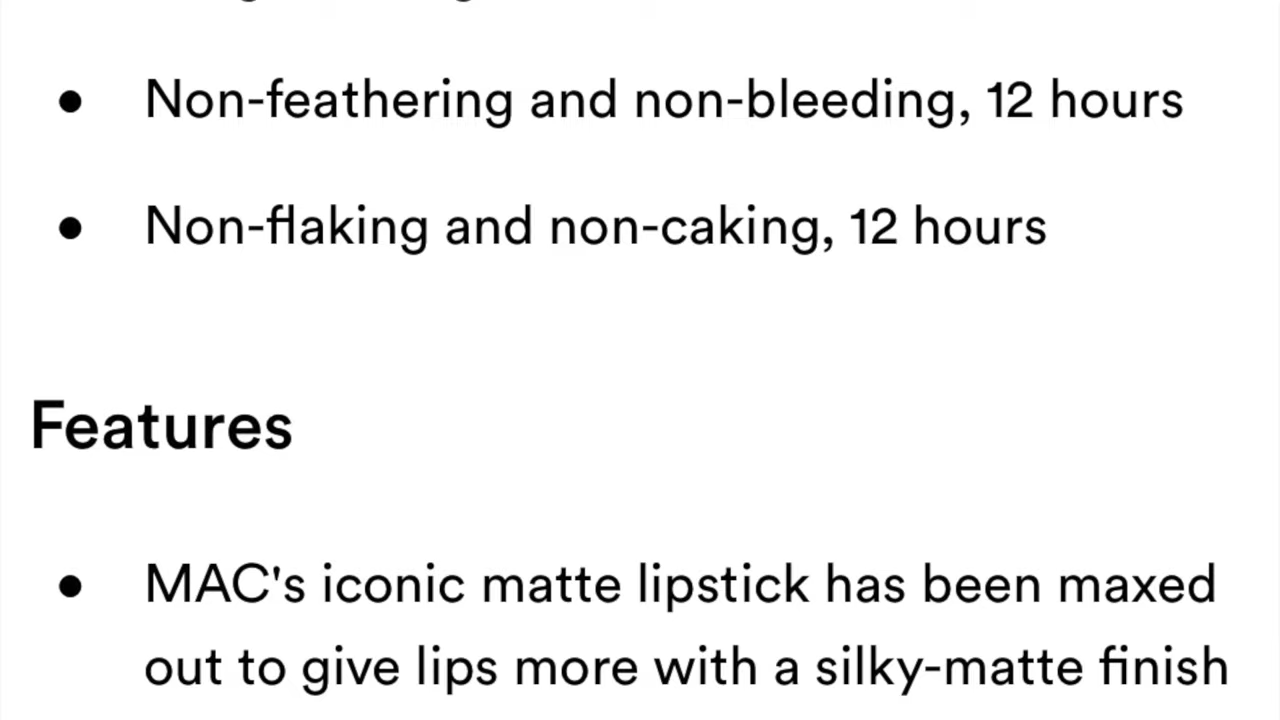 • Non-feathering and non-bleeding, 12 hours
• Non-flaking and non-caking, 12 hours
Features
• MAC's iconic matte lipstick has been maxed
out to give lips more with a silky-matte finish